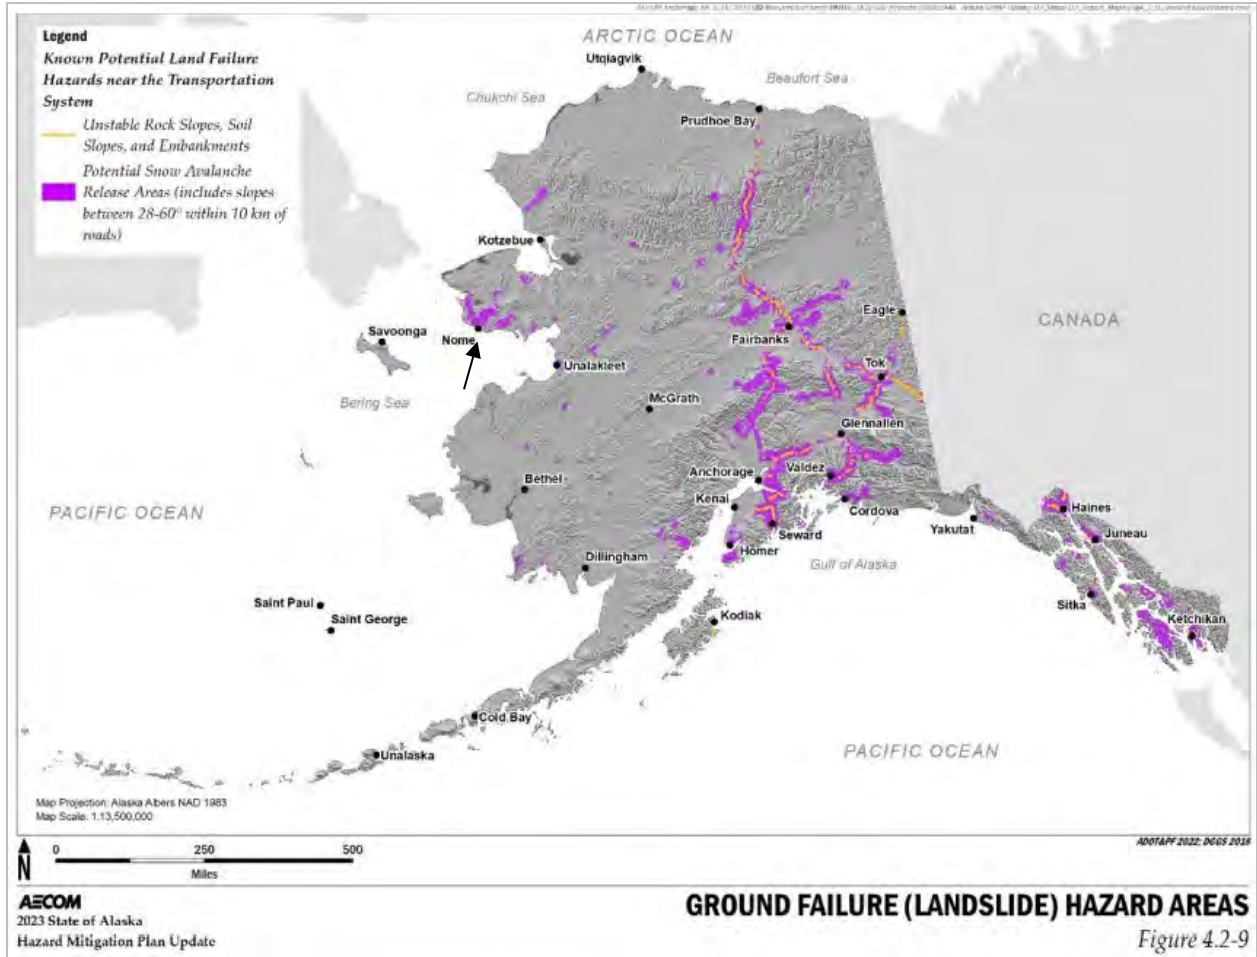 Legend
Known Potential Land Failure
Hazards near the Transportation
System
Unstable Rock Slopes, Soil
Slopes, and Embankments
Potential Snow Avalanche
Release Areas (includes slopes
between 28-60° within 10 km of
roads)
ARCTIC OCEAN
Utqiagvik
Beaufort Sea
Chukchi Sea
Prudhoe Bay
Kotzebue
CANADA
Eagle
Savoonga
Nome
Fairbanks
Unalakleet
Tok
Bering Sea
McGrath
Glennallen
Anchorage
Valdez
Bethel
Kenai
Cordova
PACIFIC OCEAN
Haines
Yakutat
Seward
Juneau
Homer
Dillingham
Gulf of Alaska
Saint Paul
Sitka
Saint George
Kodiak
Ketchikan
Cold Bay
Unalaska
PACIFIC OCEAN
Map Projection: Alaska Albers NAD 1983
Map Scale: 1:13,500,000
ADOT&PF 2022; DGGS 2018
N
0 250 500
Miles
AECOM
2023 State of Alaska
Hazard Mitigation Plan Update
GROUND FAILURE (LANDSLIDE) HAZARD AREAS
Figure 4.2-9